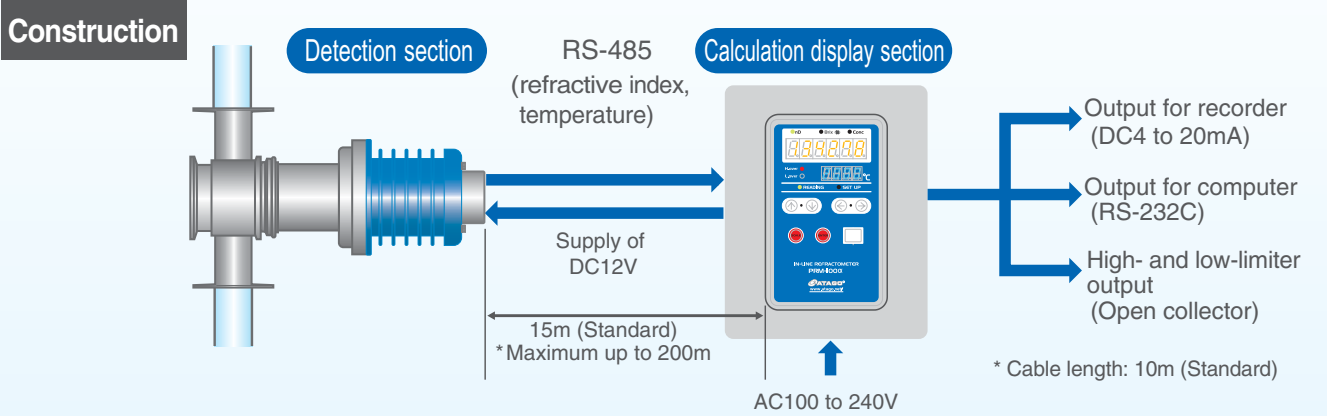 Construction
Detection section
RS-485
(refractive index,
temperature)
Calculation display section
nD Brix Conc
℃
READING SET UP
IN-LINE REFRACTOMETER
PRM-100α
ATAGO®
www.atago.net
Supply of
DC12V
15m (Standard)
*Maximum up to 200m
AC100 to 240V
Output for recorder
(DC4 to 20mA)
Output for computer
(RS-232C)
High- and low-limiter
output
(Open collector)
* Cable length: 10m (Standard)